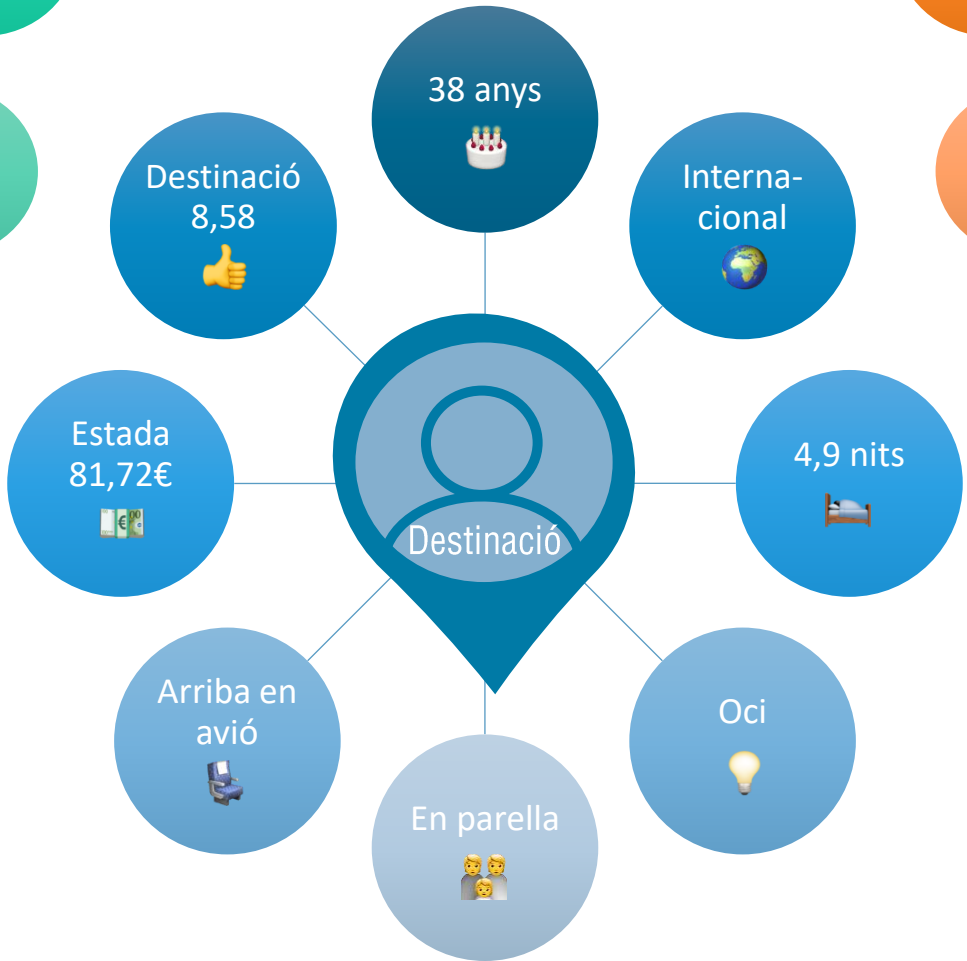 38 anys
Destinació
8,58
Interna-
cional
Estada
81,72€
4,9 nits
Destinació
Arriba en
avió
Oci
En parella